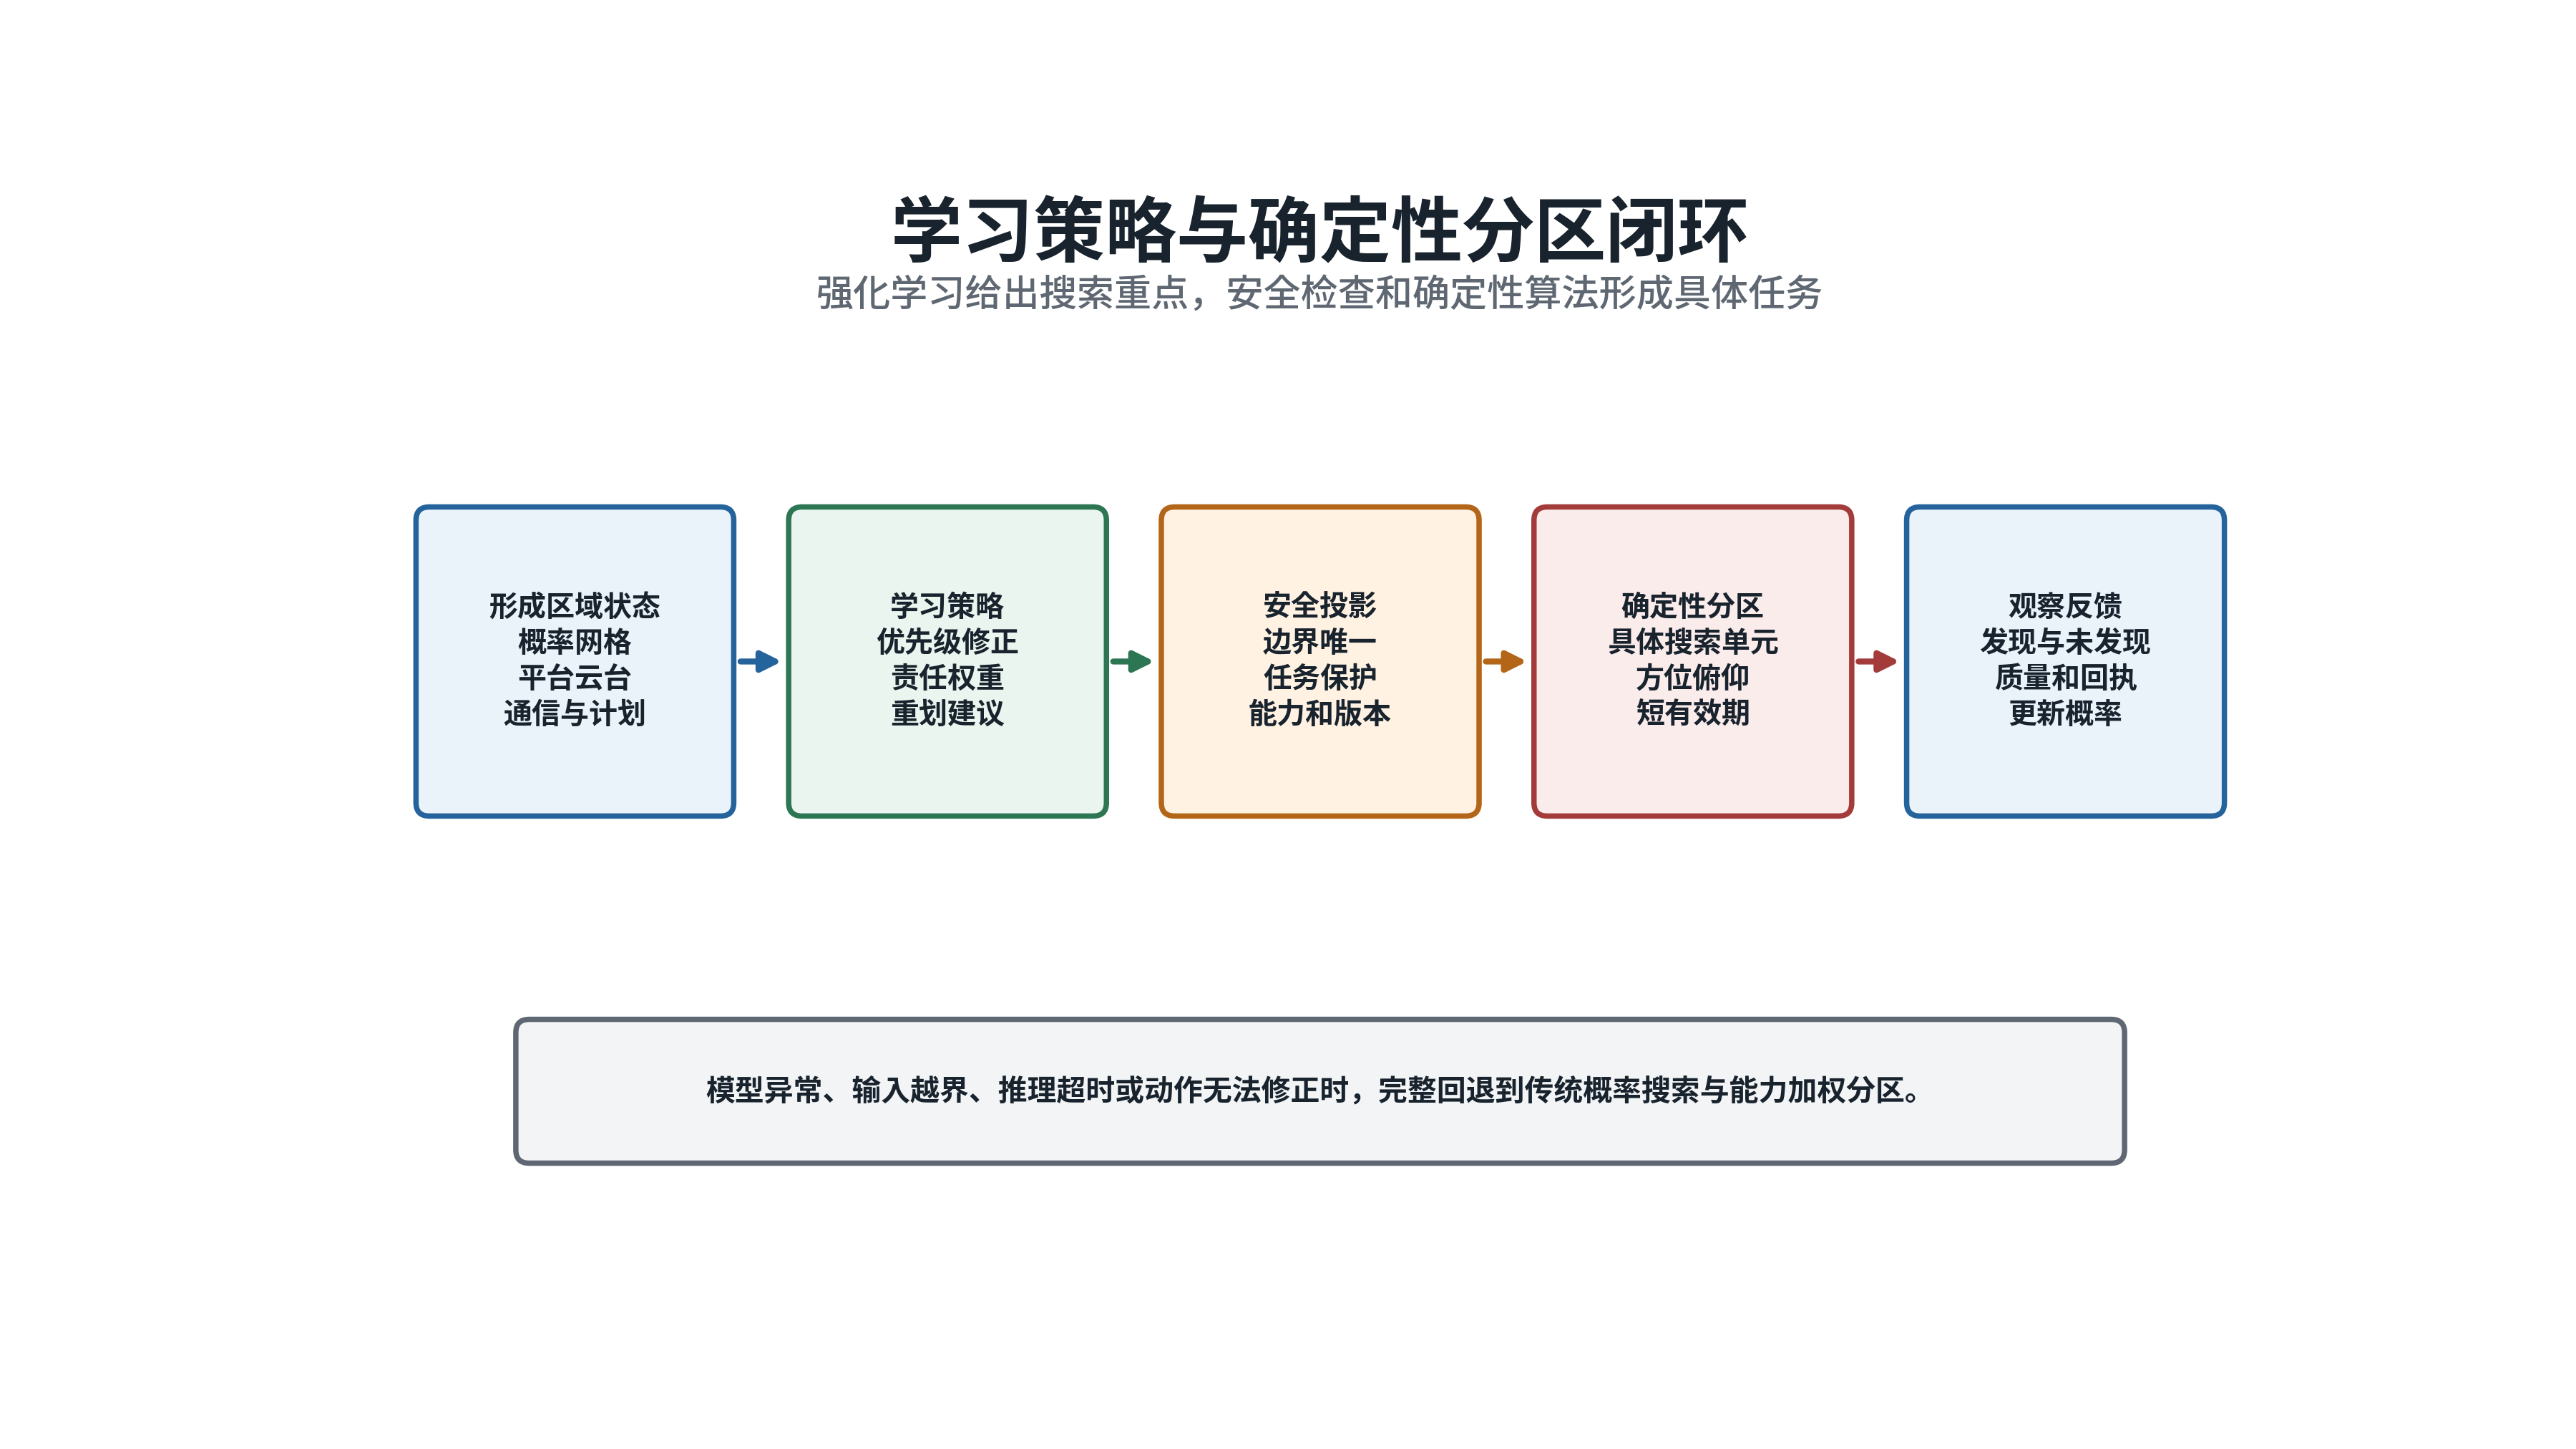 学习策略与确定性分区闭环
强化学习给出搜索重点，安全检查和确定性算法形成具体任务
形成区域状态
概率网格
平台云台
通信与计划
学习策略
优先级修正
责任权重
重划建议
安全投影
边界唯一
任务保护
能力和版本
确定性分区
具体搜索单元
方位俯仰
短有效期
观察反馈
发现与未发现
质量和回执
更新概率
模型异常、输入越界、推理超时或动作无法修正时，完整回退到传统概率搜索与能力加权分区。